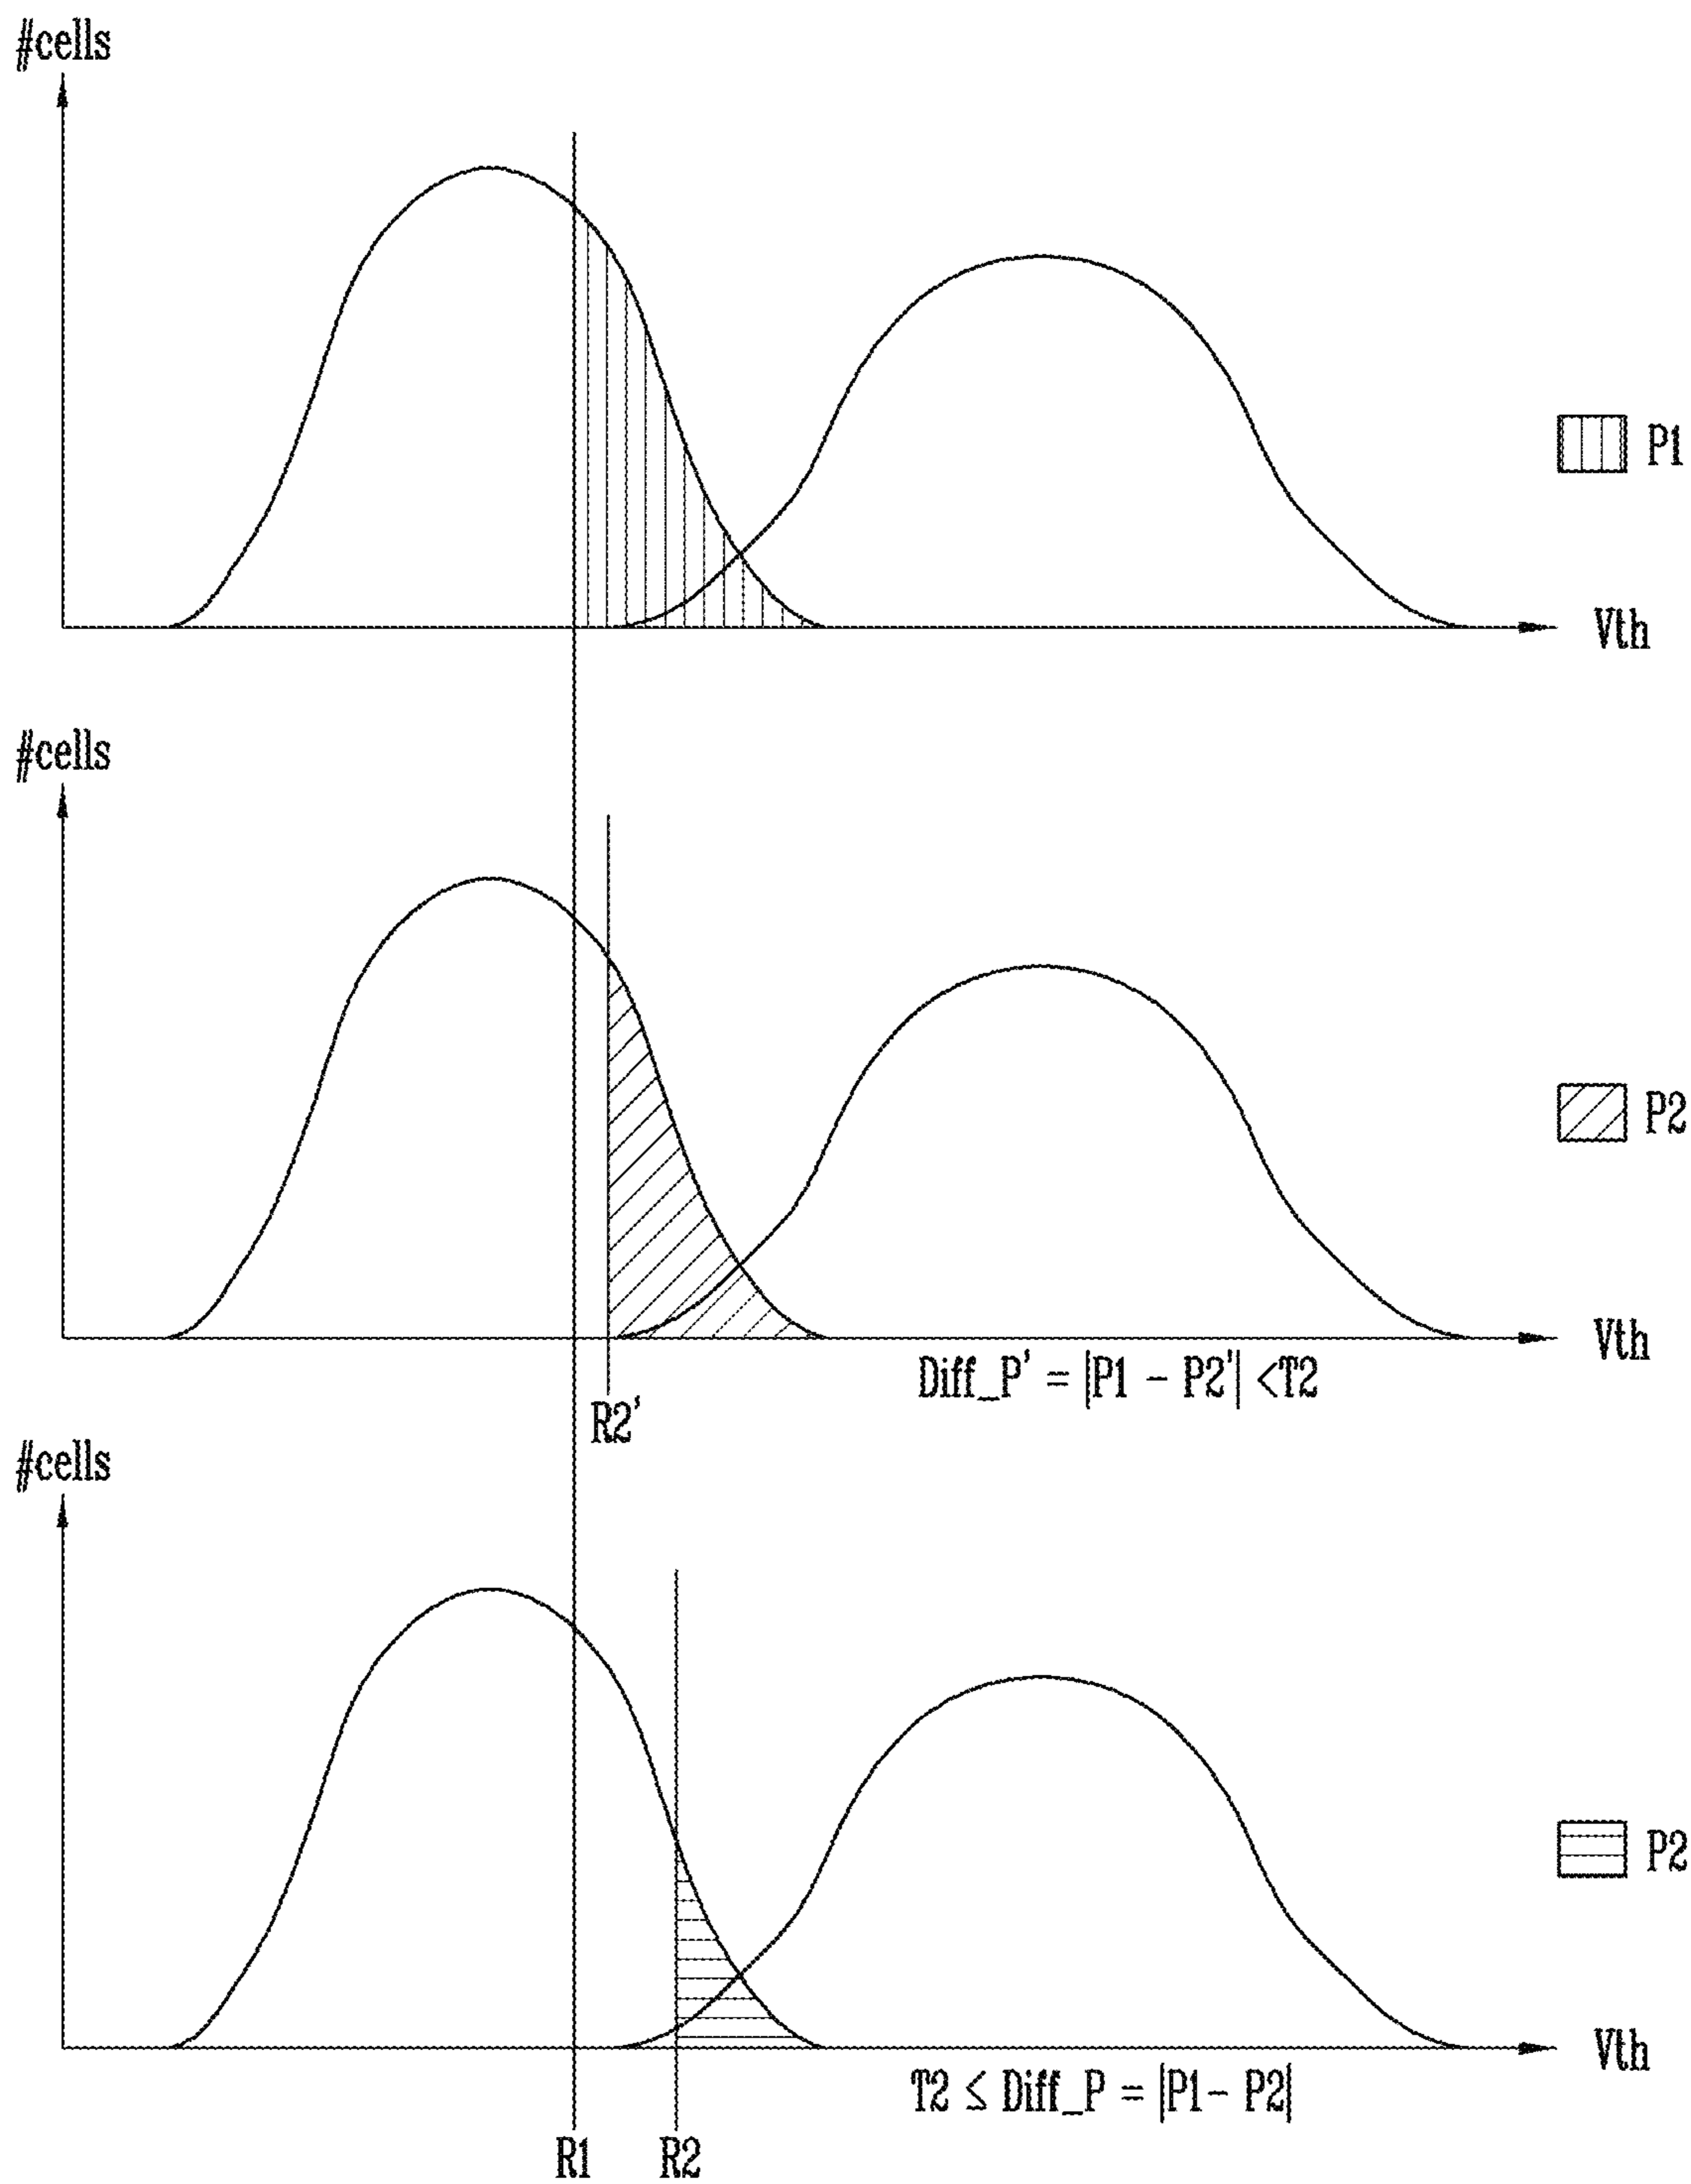 #cells
P1
Vth
#cells
P2
Vth
Diff_P' = |P1 - P2'| <T2
R2'
#cells
P2
Vth
T2 ≤ Diff_P = |P1- P2|
R1 R2